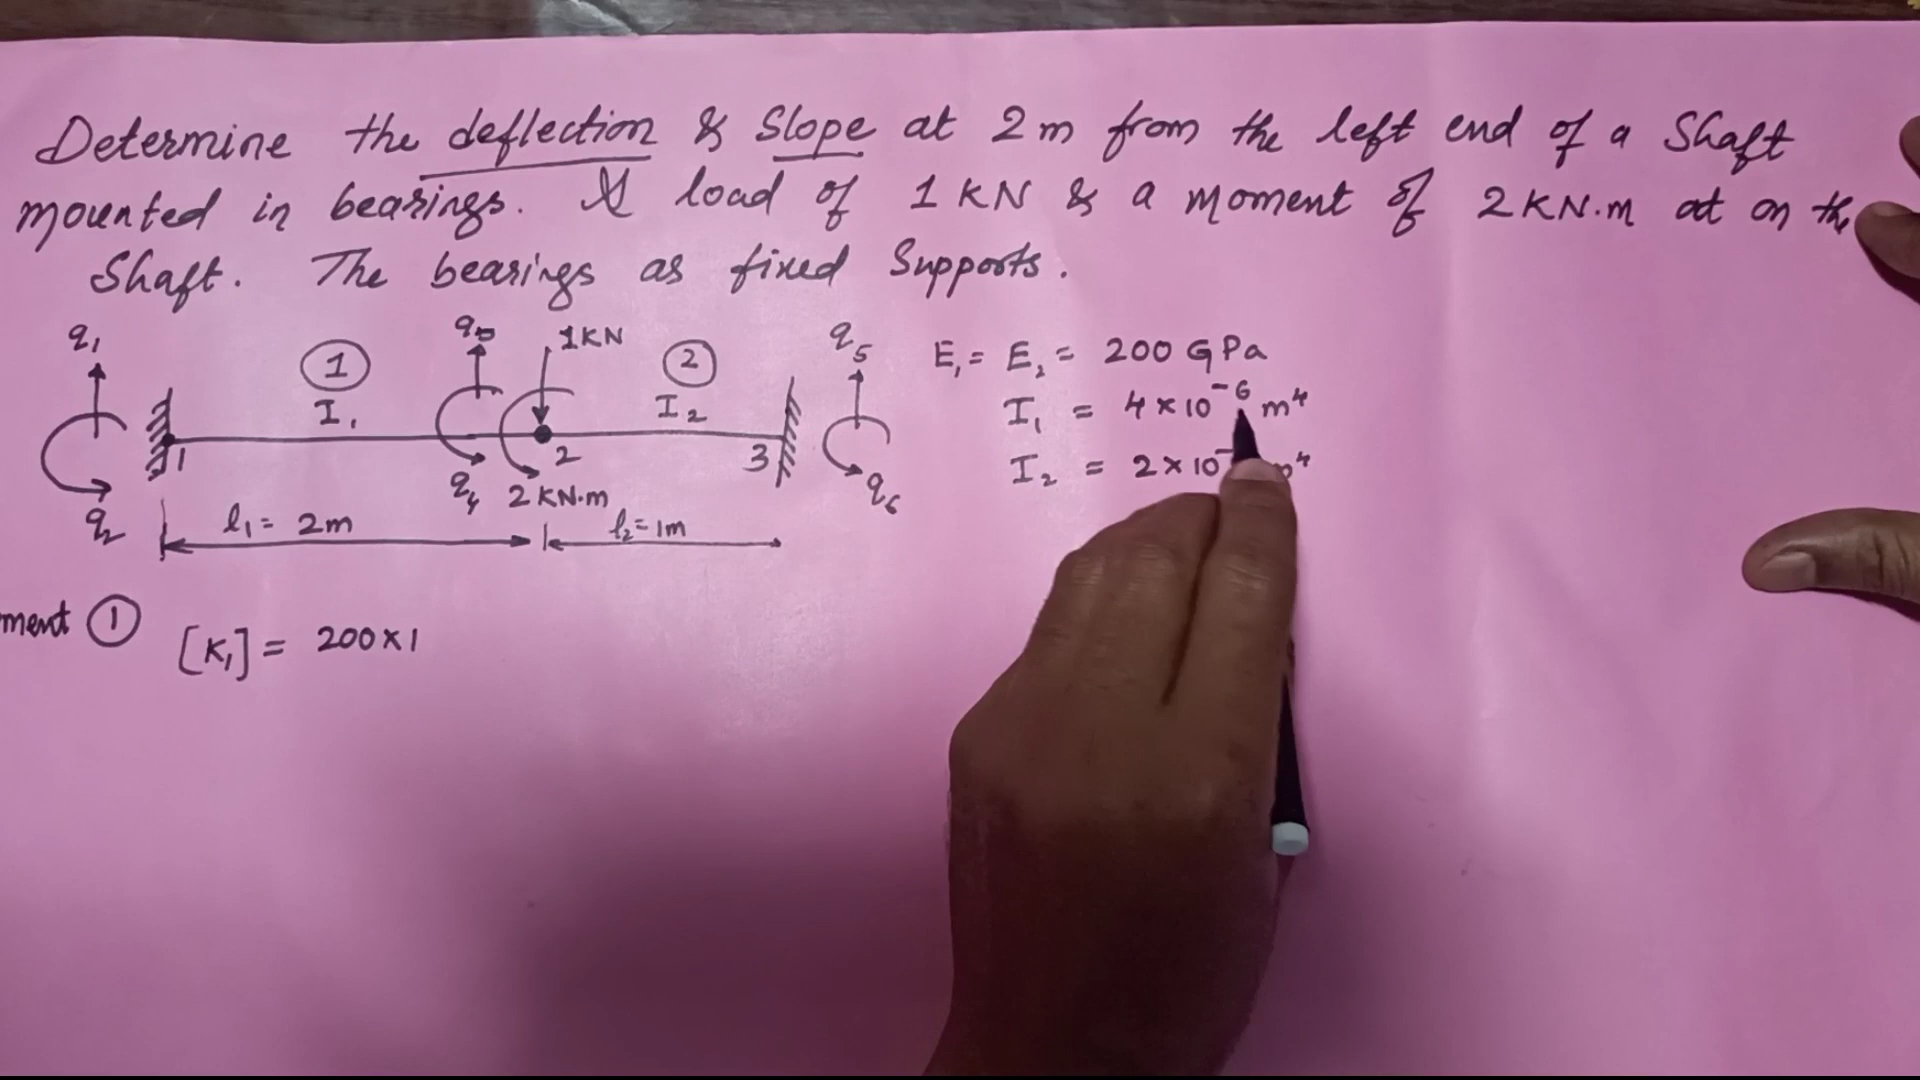 Determine the deflection & Slope at 2m from the left end of a Shaft
mounted in bearings. A load of 1 KN & a Moment of 2 KN.m at on the
Shaft. The bearings as fixed Supports.
q1
1KN
q5
1
2
I1
I2
1
2
3
q2
q4
2 KN.m
q6
l1 = 2m
l2 = 1m
E1 = E2 = 200 GPa
I1 = 4 × 10⁻⁶ m⁴
I2 = 2 × 10⁻ m⁴
ment 1
[K1] = 200×1